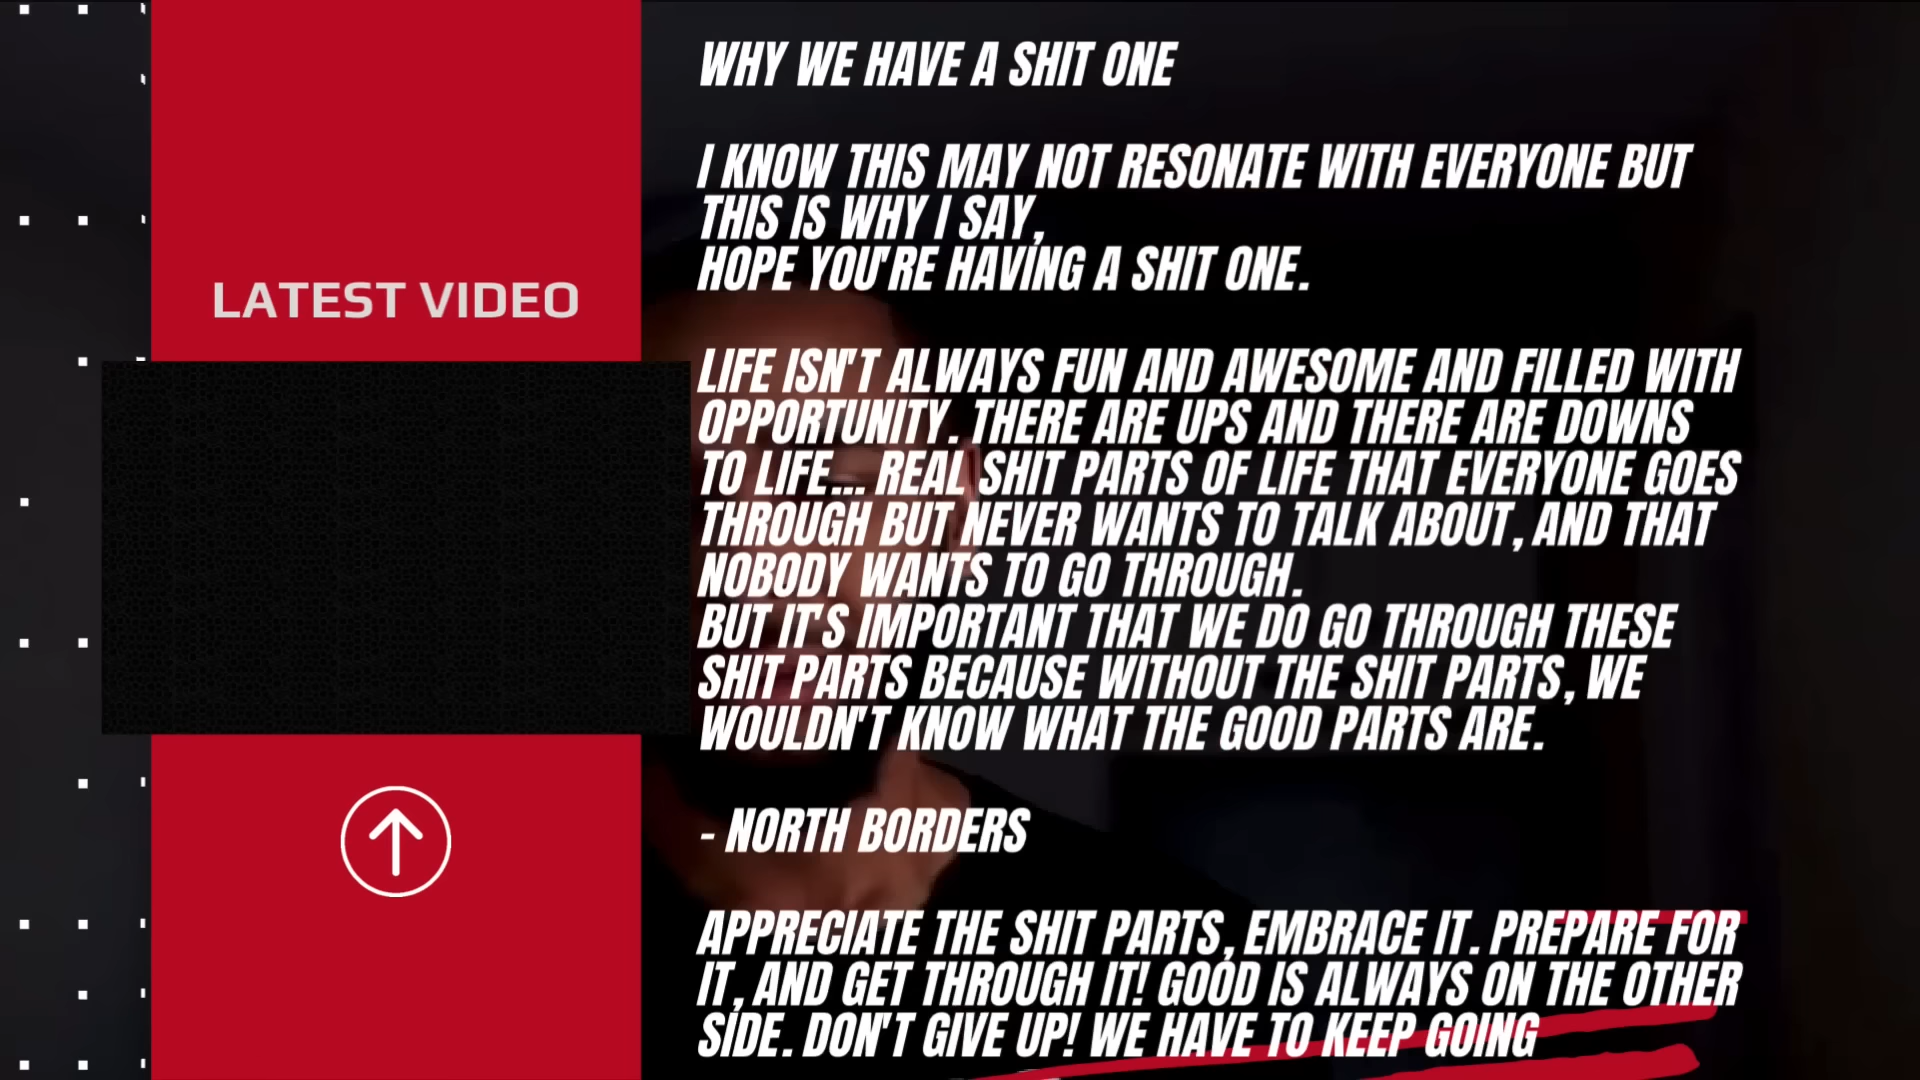 LATEST VIDEO
WHY WE HAVE A SHIT ONE
I KNOW THIS MAY NOT RESONATE WITH EVERYONE BUT
THIS IS WHY I SAY,
HOPE YOU'RE HAVING A SHIT ONE.
LIFE ISN'T ALWAYS FUN AND AWESOME AND FILLED WITH
OPPORTUNITY. THERE ARE UPS AND THERE ARE DOWNS
TO LIFE... REAL SHIT PARTS OF LIFE THAT EVERYONE GOES
THROUGH BUT NEVER WANTS TO TALK ABOUT, AND THAT
NOBODY WANTS TO GO THROUGH.
BUT IT'S IMPORTANT THAT WE DO GO THROUGH THESE
SHIT PARTS BECAUSE WITHOUT THE SHIT PARTS, WE
WOULDN'T KNOW WHAT THE GOOD PARTS ARE.
- NORTH BORDERS
APPRECIATE THE SHIT PARTS, EMBRACE IT. PREPARE FOR
IT, AND GET THROUGH IT! GOOD IS ALWAYS ON THE OTHER
SIDE. DON'T GIVE UP! WE HAVE TO KEEP GOING